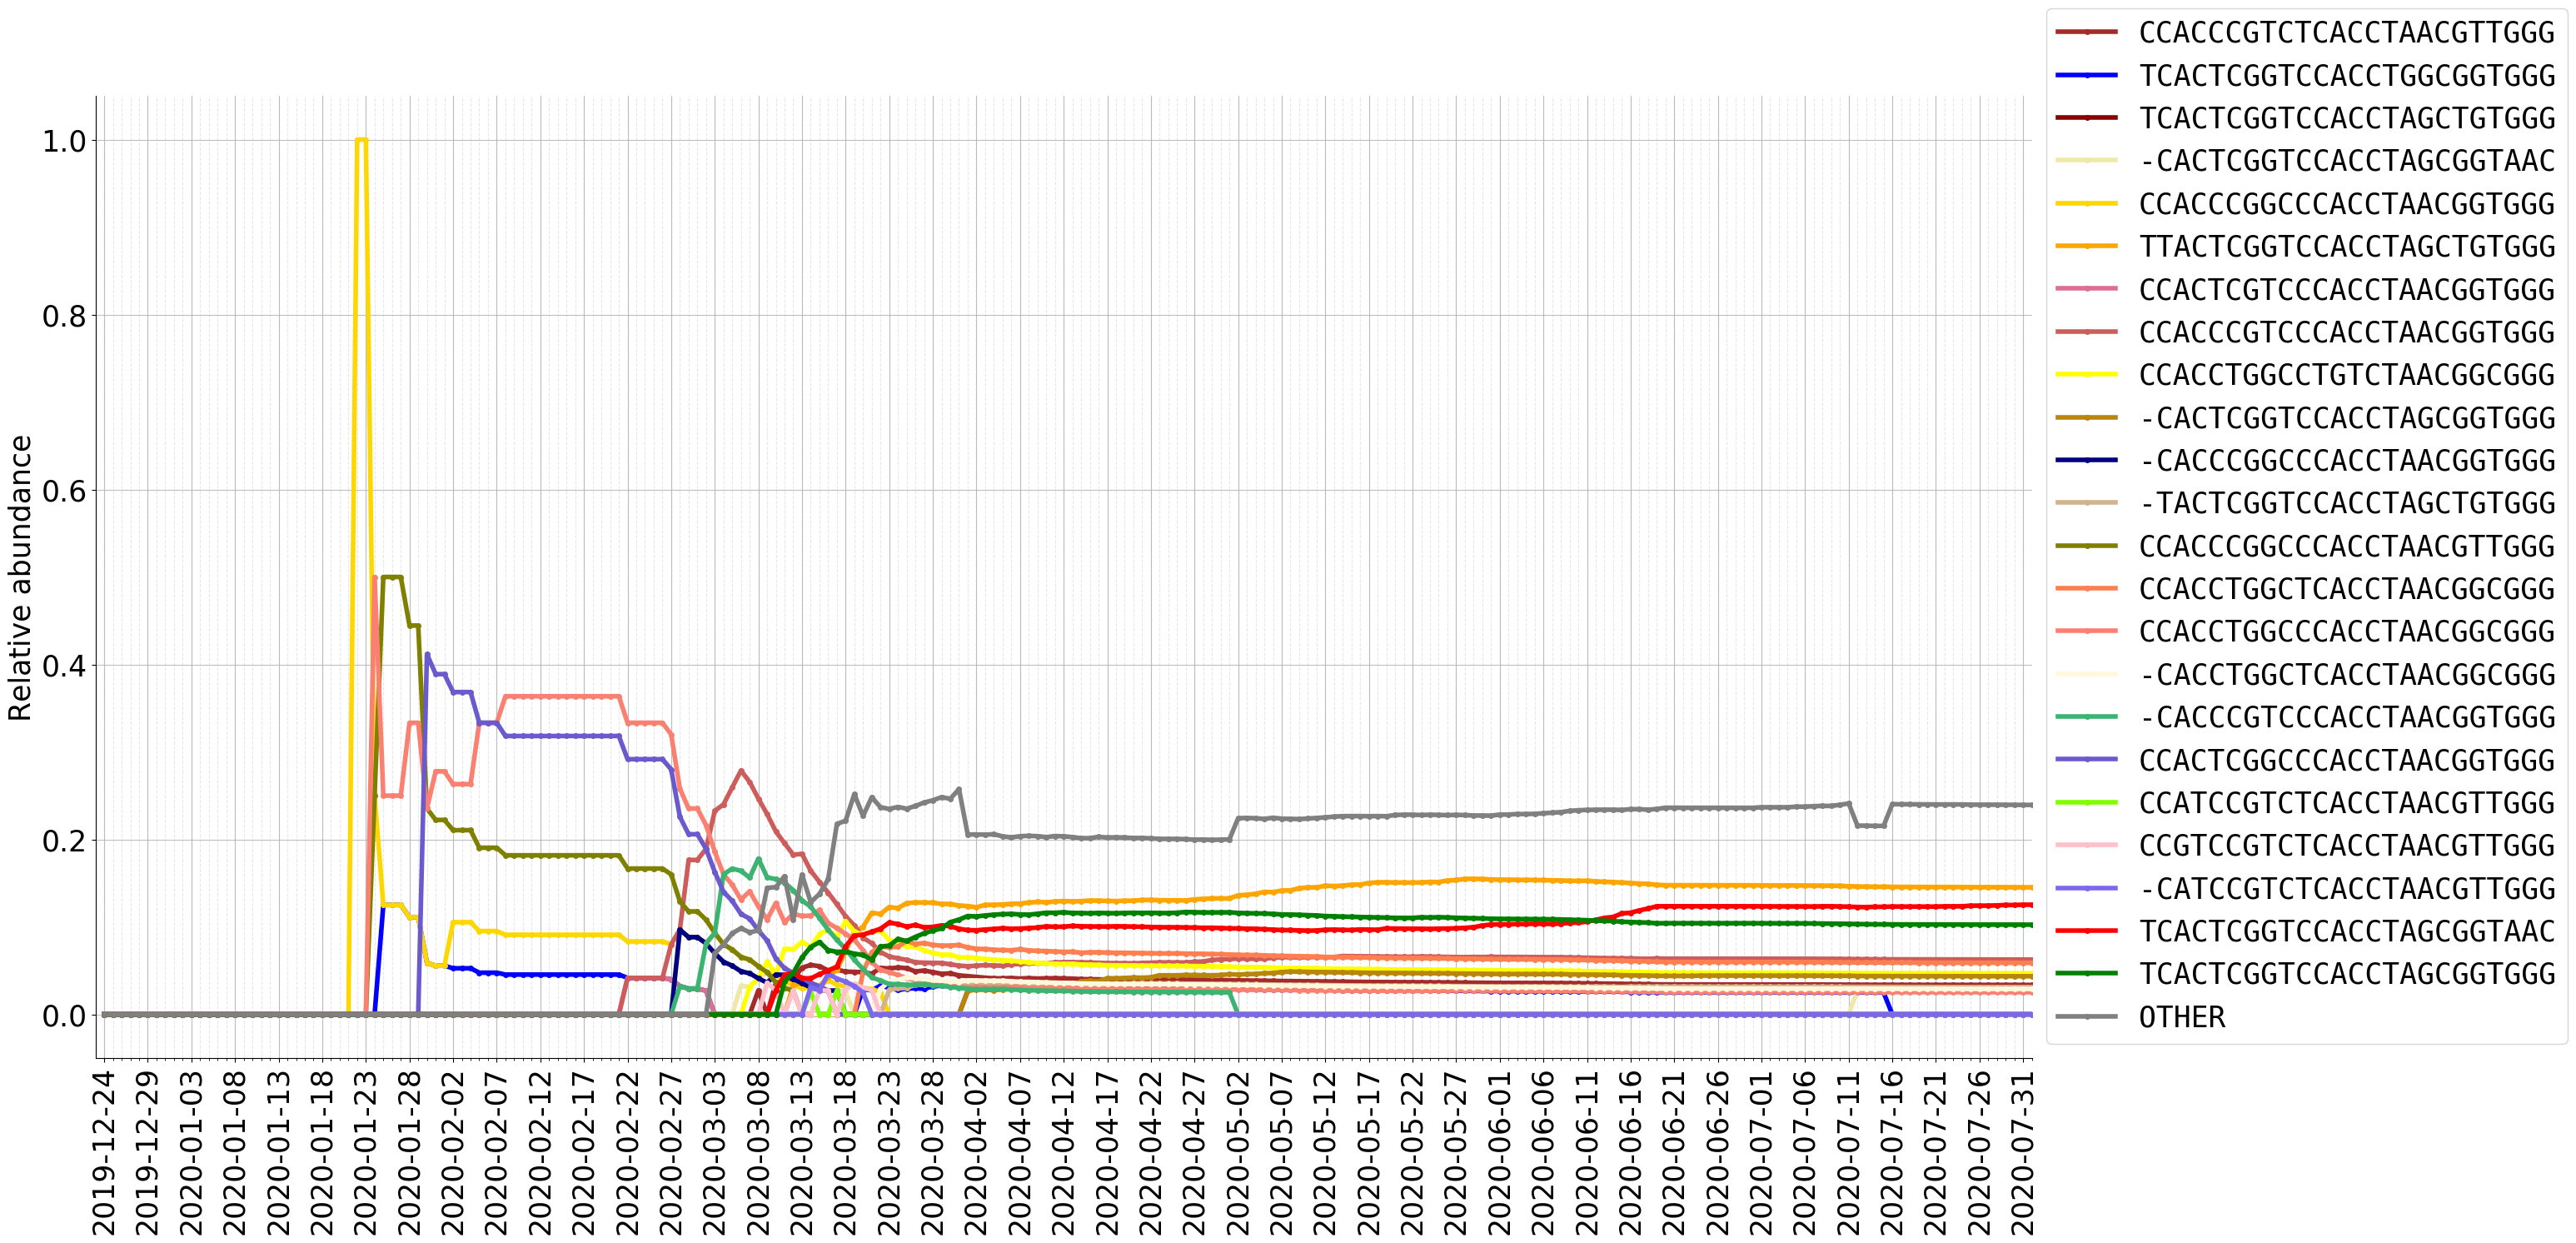 CCACCCGTCTCACCTAACGTTGGG
TCACTCGGTCCACCTGGCGGTGGG
TCACTCGGTCCACCTAGCTGTGGG
-CACTCGGTCCACCTAGCGGTAAC
CCACCCGGCCCACCTAACGGTGGG
TTACTCGGTCCACCTAGCTGTGGG
CCACTCGTCCCACCTAACGGTGGG
CCACCCGTCCCACCTAACGGTGGG
CCACCTGGCCTGTCTAACGGCGGG
-CACTCGGTCCACCTAGCGGTGGG
-CACCCGGCCCACCTAACGGTGGG
-TACTCGGTCCACCTAGCTGTGGG
CCACCCGGCCCACCTAACGTTGGG
CCACCTGGCTCACCTAACGGCGGG
CCACCTGGCCCACCTAACGGCGGG
-CACCTGGCTCACCTAACGGCGGG
-CACCCGTCCCACCTAACGGTGGG
CCACTCGGCCCACCTAACGGTGGG
CCATCCGTCTCACCTAACGTTGGG
CCGTCCGTCTCACCTAACGTTGGG
-CATCCGTCTCACCTAACGTTGGG
TCACTCGGTCCACCTAGCGGTAAC
TCACTCGGTCCACCTAGCGGTGGG
OTHER
Relative abundance
1.0
0.8
0.6
0.4
0.2
0.0
2019-12-24
2019-12-29
2020-01-03
2020-01-08
2020-01-13
2020-01-18
2020-01-23
2020-01-28
2020-02-02
2020-02-07
2020-02-12
2020-02-17
2020-02-22
2020-02-27
2020-03-03
2020-03-08
2020-03-13
2020-03-18
2020-03-23
2020-03-28
2020-04-02
2020-04-07
2020-04-12
2020-04-17
2020-04-22
2020-04-27
2020-05-02
2020-05-07
2020-05-12
2020-05-17
2020-05-22
2020-05-27
2020-06-01
2020-06-06
2020-06-11
2020-06-16
2020-06-21
2020-06-26
2020-07-01
2020-07-06
2020-07-11
2020-07-16
2020-07-21
2020-07-26
2020-07-31